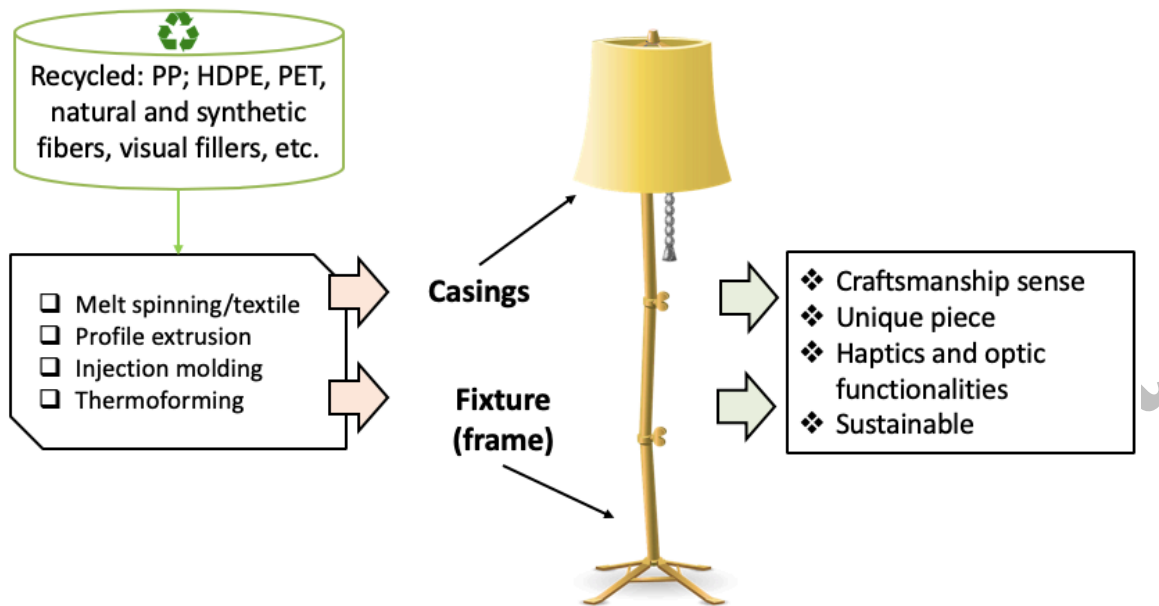 Recycled: PP; HDPE, PET,
natural and synthetic
fibers, visual fillers, etc.
Melt spinning/textile
Profile extrusion
Injection molding
Thermoforming
Casings
Fixture
(frame)
Craftsmanship sense
Unique piece
Haptics and optic
functionalities
Sustainable